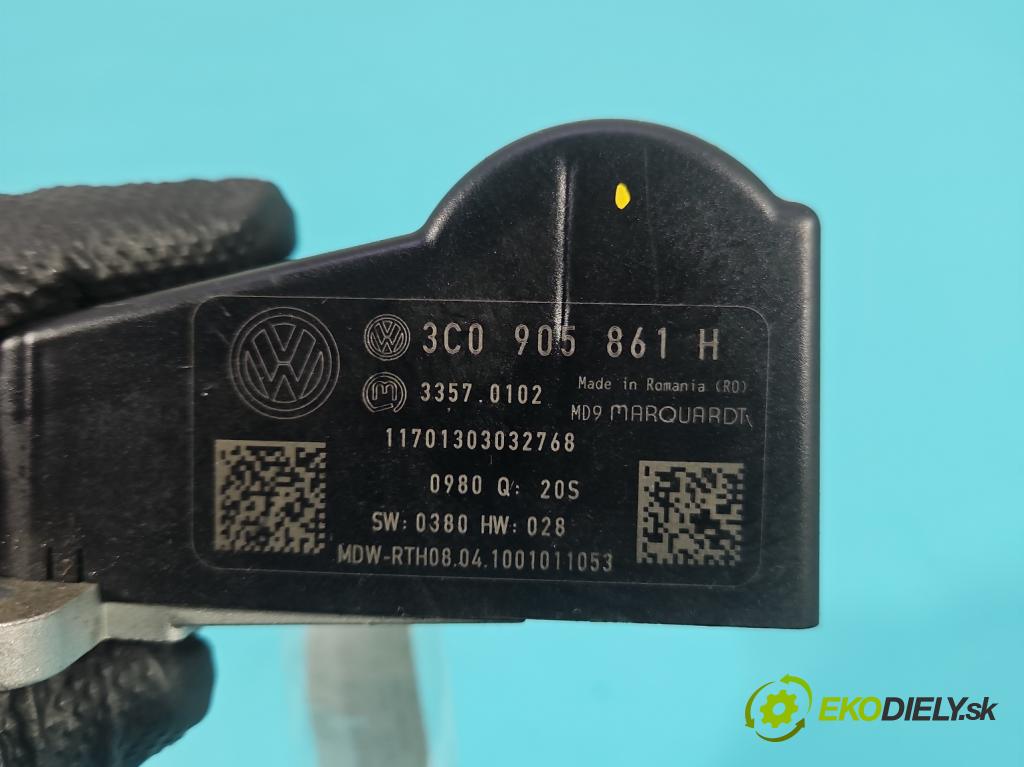 3C0 905 861 H
3357.0102 Made in Romania (RO)
MD9 MARQUARDT
11701303032768
0980 Q: 20S
SW: 0380 HW: 028
MDW-RTH08.04.1001011053
EKODIELY.sk